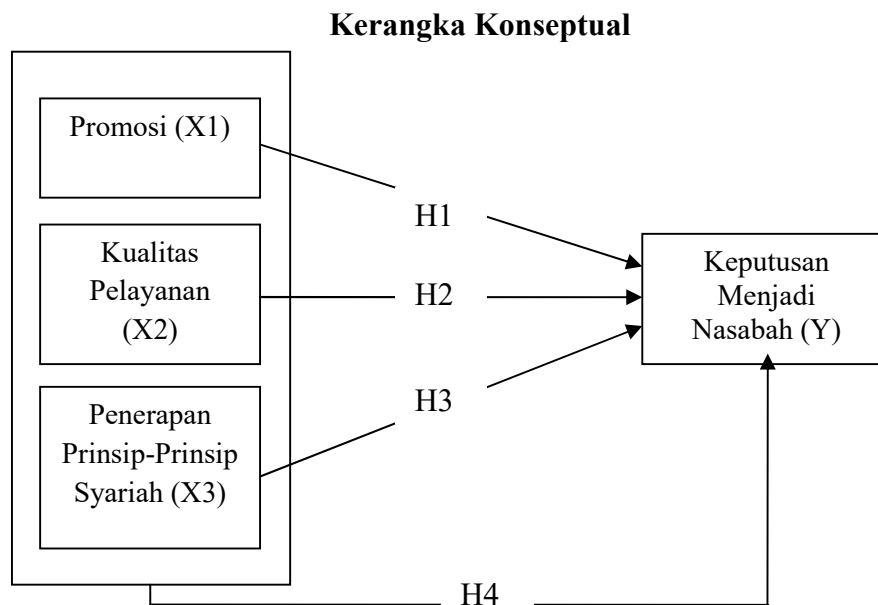 Kerangka Konseptual
Promosi (X1)
H1
Kualitas
Pelayanan
(X2)
H2
Keputusan
Menjadi
Nasabah (Y)
Penerapan
Prinsip-Prinsip
Syariah (X3)
H3
H4